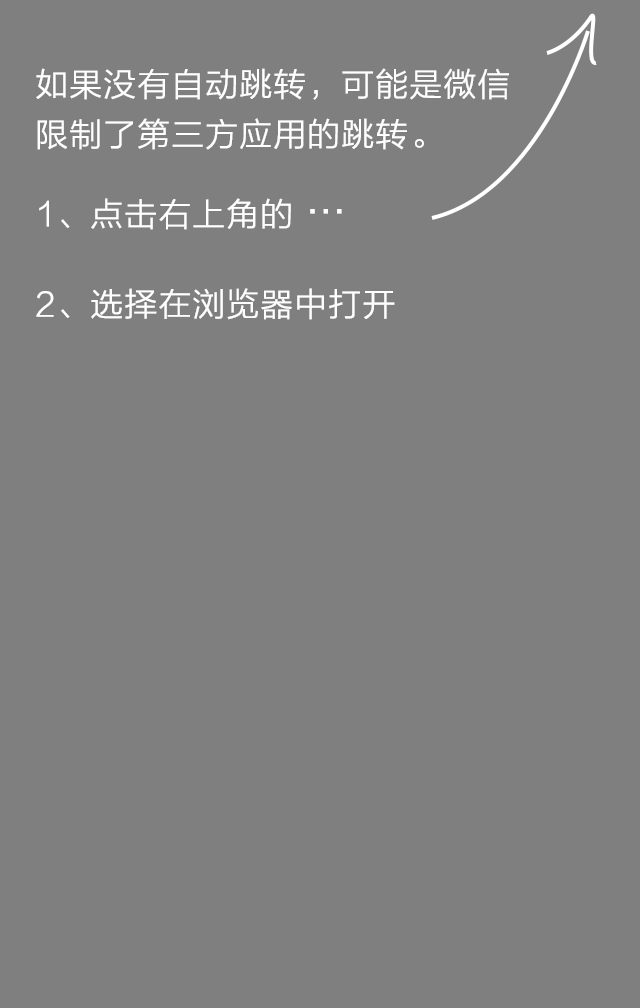 如果没有自动跳转，可能是微信
限制了第三方应用的跳转。
1、点击右上角的 ···
2、选择在浏览器中打开